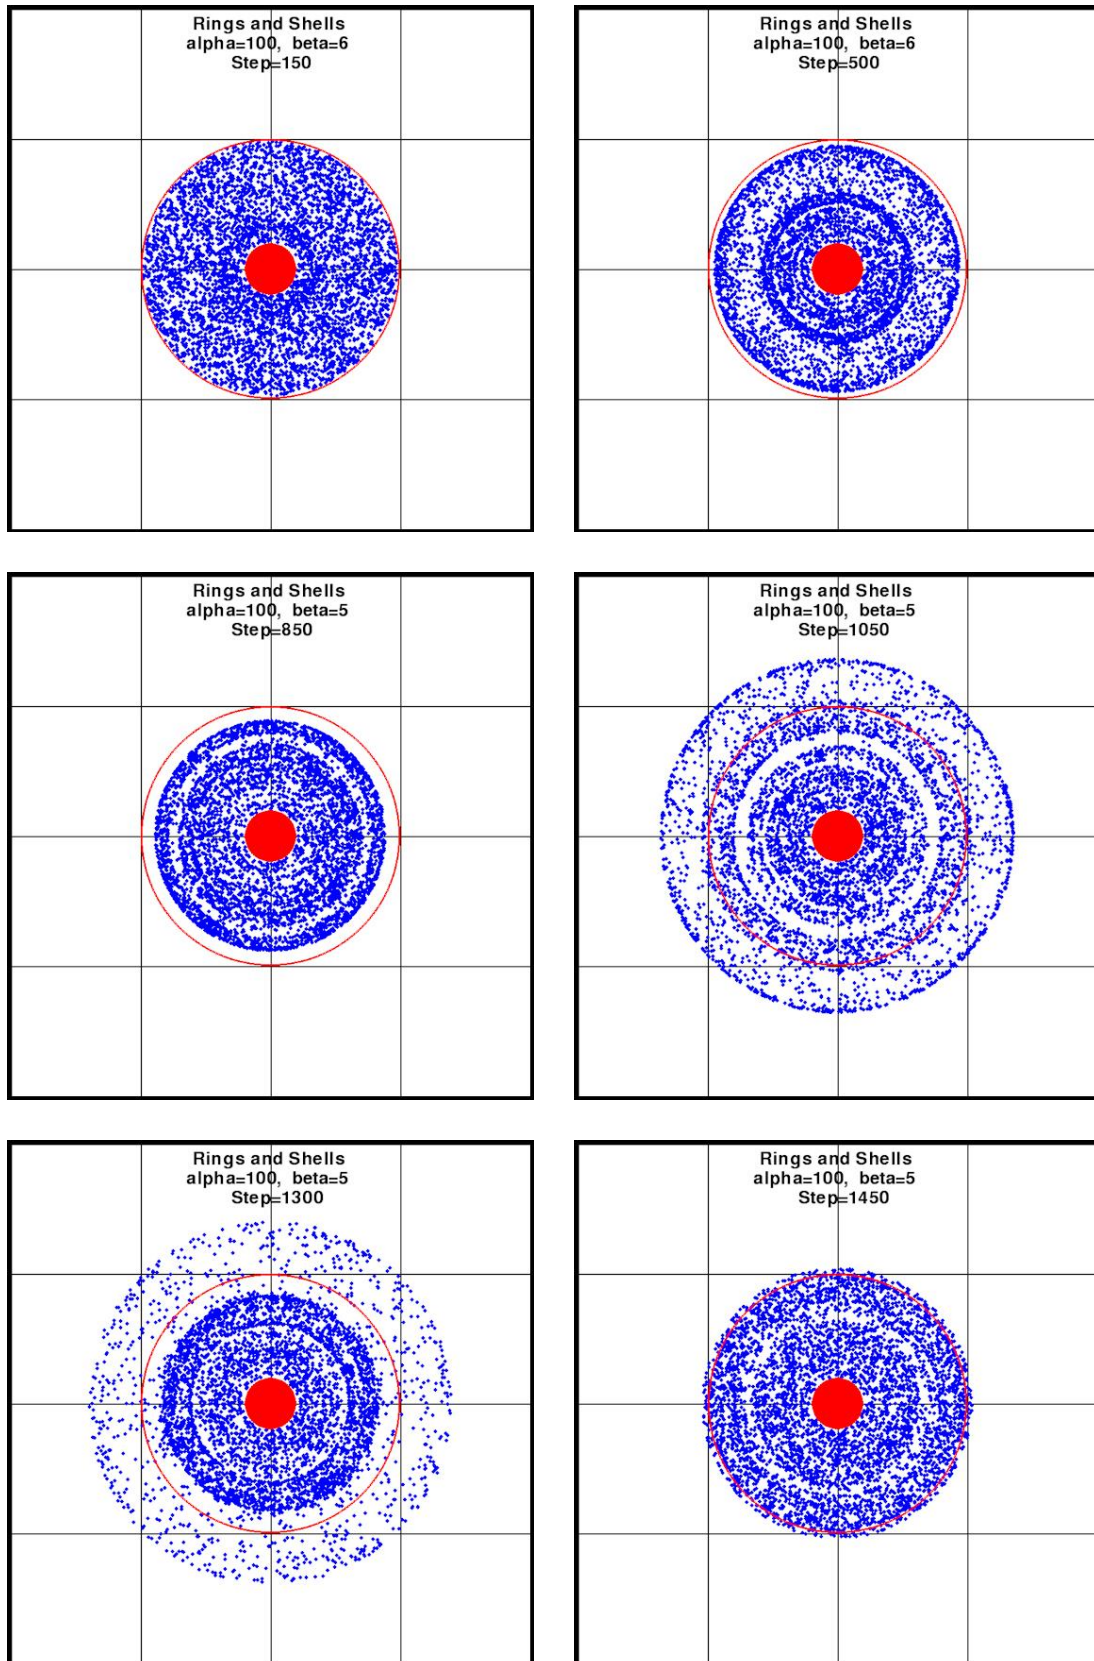 Rings and Shells
alpha=100, beta=6
Step=150
Rings and Shells
alpha=100, beta=6
Step=500
Rings and Shells
alpha=100, beta=5
Step=850
Rings and Shells
alpha=100, beta=5
Step=1050
Rings and Shells
alpha=100, beta=5
Step=1300
Rings and Shells
alpha=100, beta=5
Step=1450